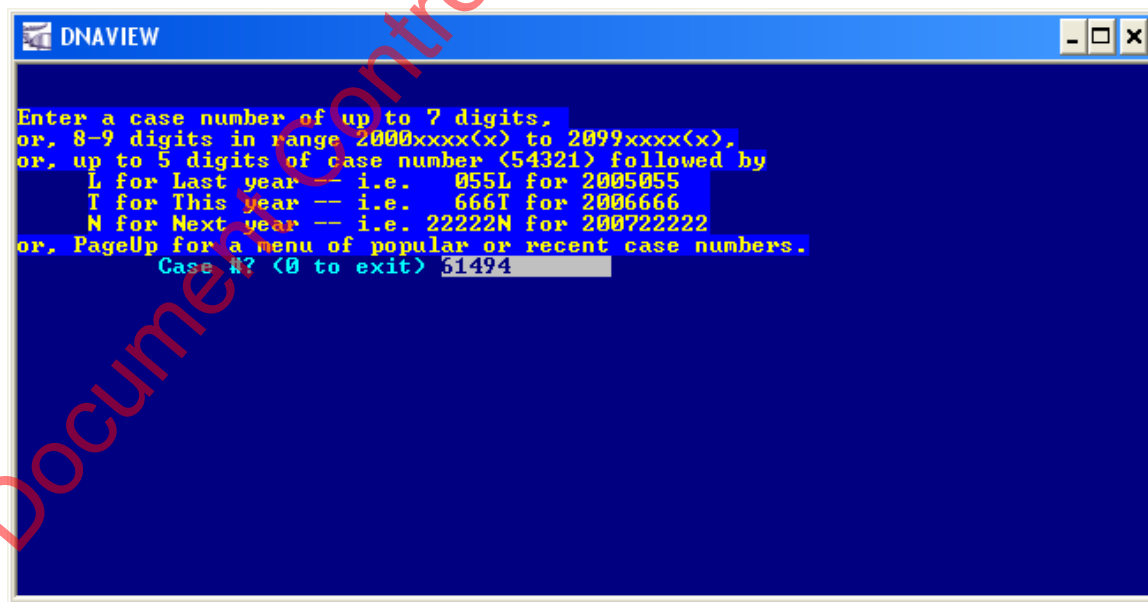 DNAVIEW
Enter a case number of up to 7 digits,
or, 8-9 digits in range 2000xxxx(x) to 2099xxxx(x),
or, up to 5 digits of case number (54321) followed by
L for Last year -- i.e. 055L for 2005055
T for This year -- i.e. 666T for 2006666
N for Next year -- i.e. 22222N for 200722222
or, PageUp for a menu of popular or recent case numbers.
Case #? (0 to exit) 61494
Document Contro